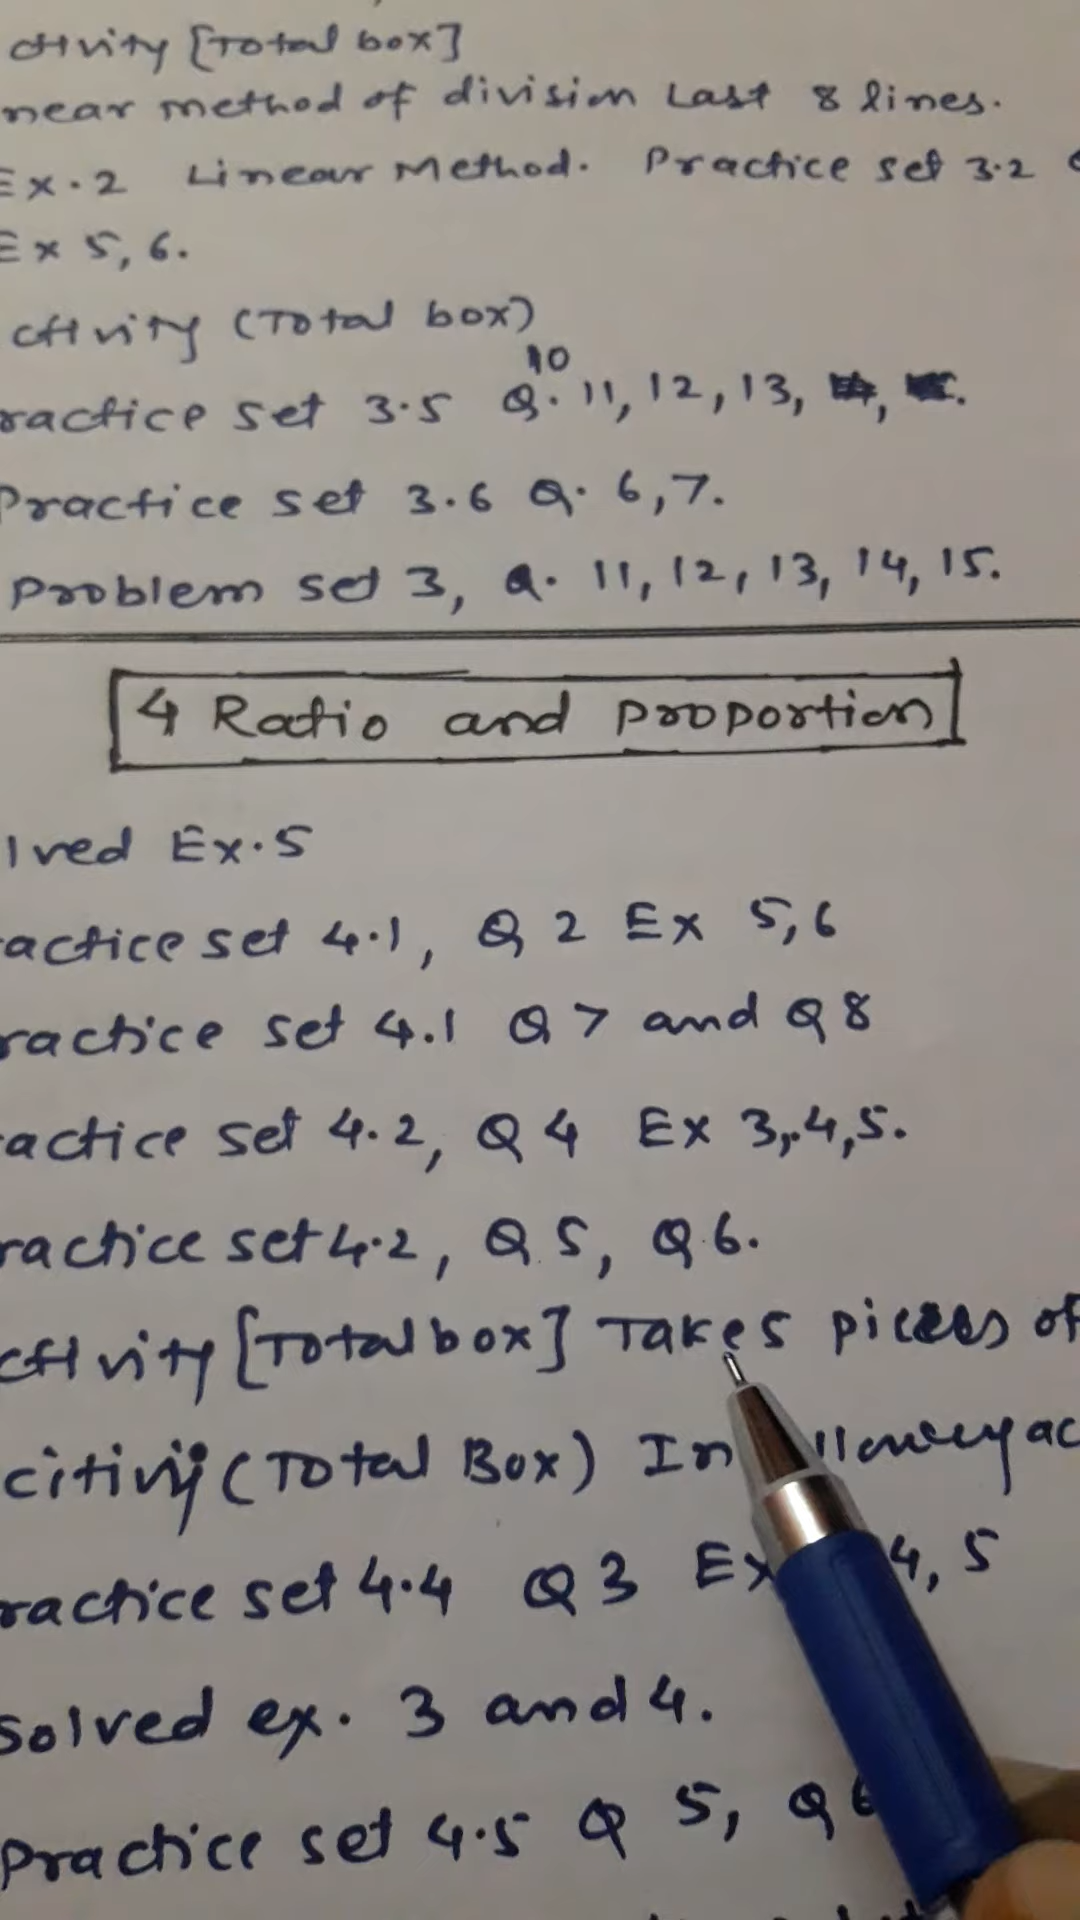 ctivity [Total box]
near method of division Last 8 lines.
Ex.2 Linear Method. Practice set 3.2
Ex 5, 6.
ctivity (Total box)
10
ractice set 3.5 Q. 11, 12, 13,
Practice set 3.6 Q. 6, 7.
Problem set 3, Q. 11, 12, 13, 14, 15.
4 Ratio and proportion
lved Ex.5
actice set 4.1, Q 2 Ex 5, 6
ractice set 4.1 Q 7 and Q 8
actice set 4.2, Q 4 Ex 3, 4, 5.
ractice set 4.2, Q 5, Q 6.
ctivity [Total box] Takes pieces of
(Total Box) In
ractice set 4.4 Q 3 Ex 4, 5
Solved ex. 3 and 4.
Practice set 4.5 Q 5, Q 6